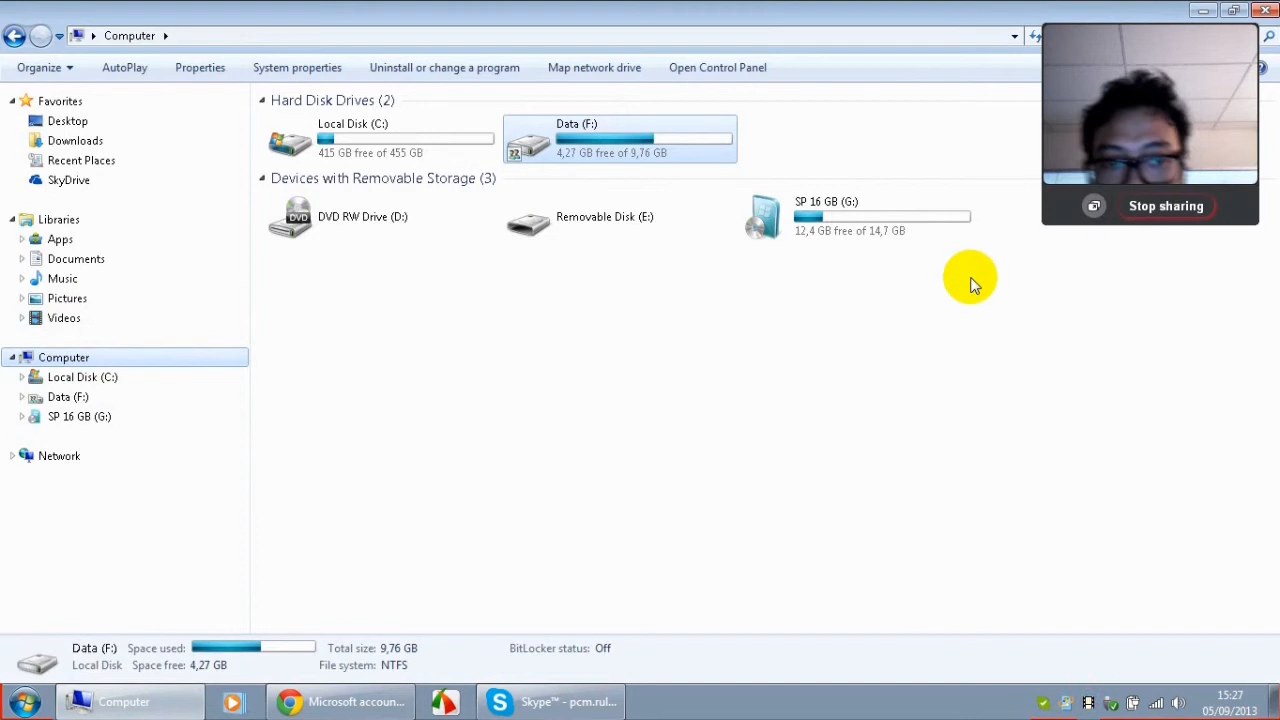 Computer
Organize
AutoPlay
Properties
System properties
Uninstall or change a program
Map network drive
Open Control Panel
Stop sharing
Favorites
Desktop
Downloads
Recent Places
SkyDrive
Libraries
Apps
Documents
Music
Pictures
Videos
Computer
Local Disk (C:)
Data (F:)
SP 16 GB (G:)
Network
Hard Disk Drives (2)
Local Disk (C:)
415 GB free of 455 GB
Data (F:)
4,27 GB free of 9,76 GB
Devices with Removable Storage (3)
DVD
DVD RW Drive (D:)
Removable Disk (E:)
SP 16 GB (G:)
12,4 GB free of 14,7 GB
Data (F:) Space used: Total size: 9,76 GB BitLocker status: Off
Local Disk Space free: 4,27 GB File system: NTFS
Computer
Microsoft accoun...
Skype™ - pcm.rul...
15:27
05/09/2013